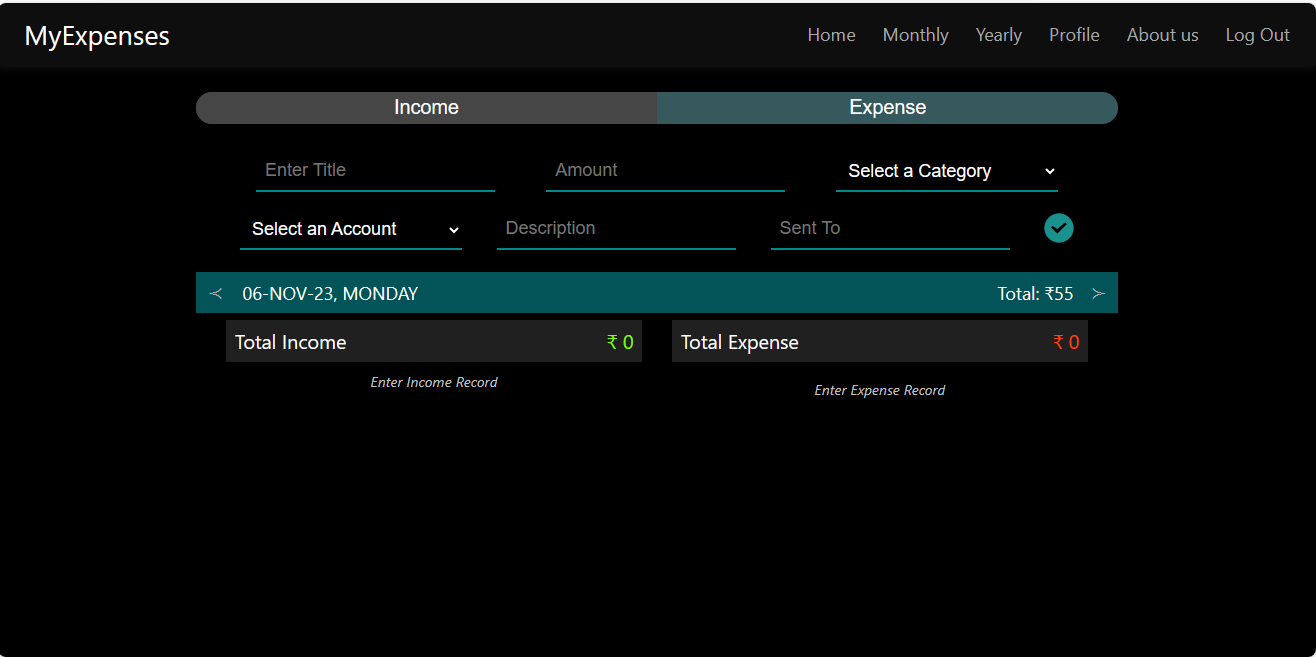 MyExpenses Home Monthly Yearly Profile About us Log Out
Income Expense
Enter Title Amount Select a Category
Select an Account Description Sent To
≺ 06-NOV-23, MONDAY Total: ₹55 ≻
Total Income ₹ 0 Total Expense ₹ 0
Enter Income Record
Enter Expense Record